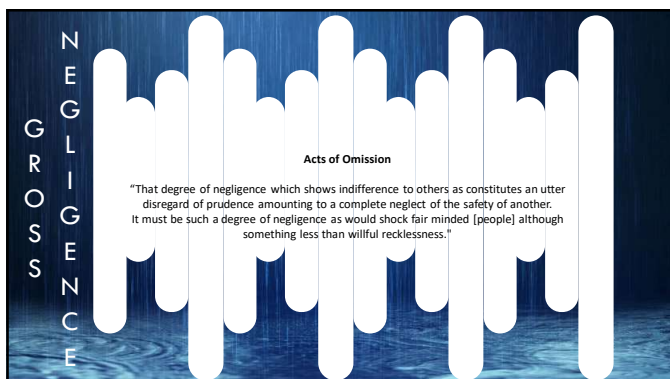 GROSS
NEGLIGENCE
Acts of Omission
“That degree of negligence which shows indifference to others as constitutes an utter
disregard of prudence amounting to a complete neglect of the safety of another.
It must be such a degree of negligence as would shock fair minded [people] although
something less than willful recklessness."